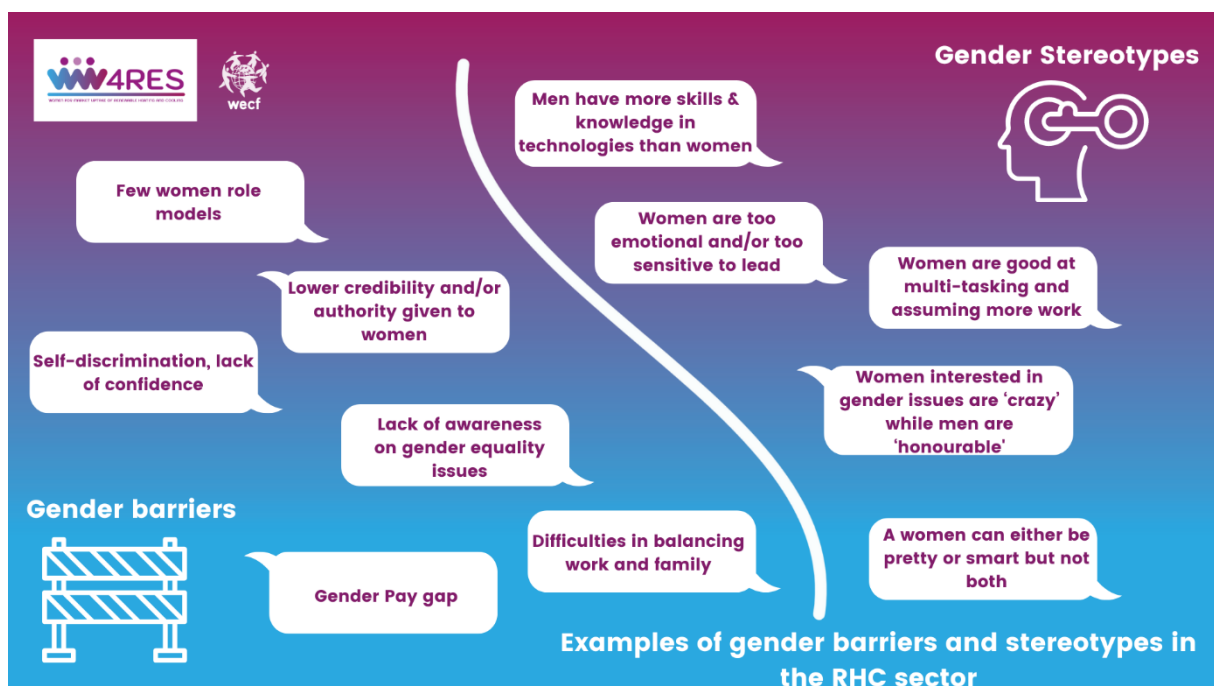 W4RES
WOMEN FOR MARKET UPTAKE OF RENEWABLE HEATING AND COOLING
wecf
Gender Stereotypes
Men have more skills &
knowledge in
technologies than women
Few women role
models
Women are too
emotional and/or too
sensitive to lead
Women are good at
multi-tasking and
assuming more work
Lower credibility and/or
authority given to
women
Self-discrimination, lack
of confidence
Women interested in
gender issues are ‘crazy’
while men are
‘honourable'
Lack of awareness
on gender equality
issues
Gender barriers
Difficulties in balancing
work and family
A women can either be
pretty or smart but not
both
Gender Pay gap
Examples of gender barriers and stereotypes in
the RHC sector